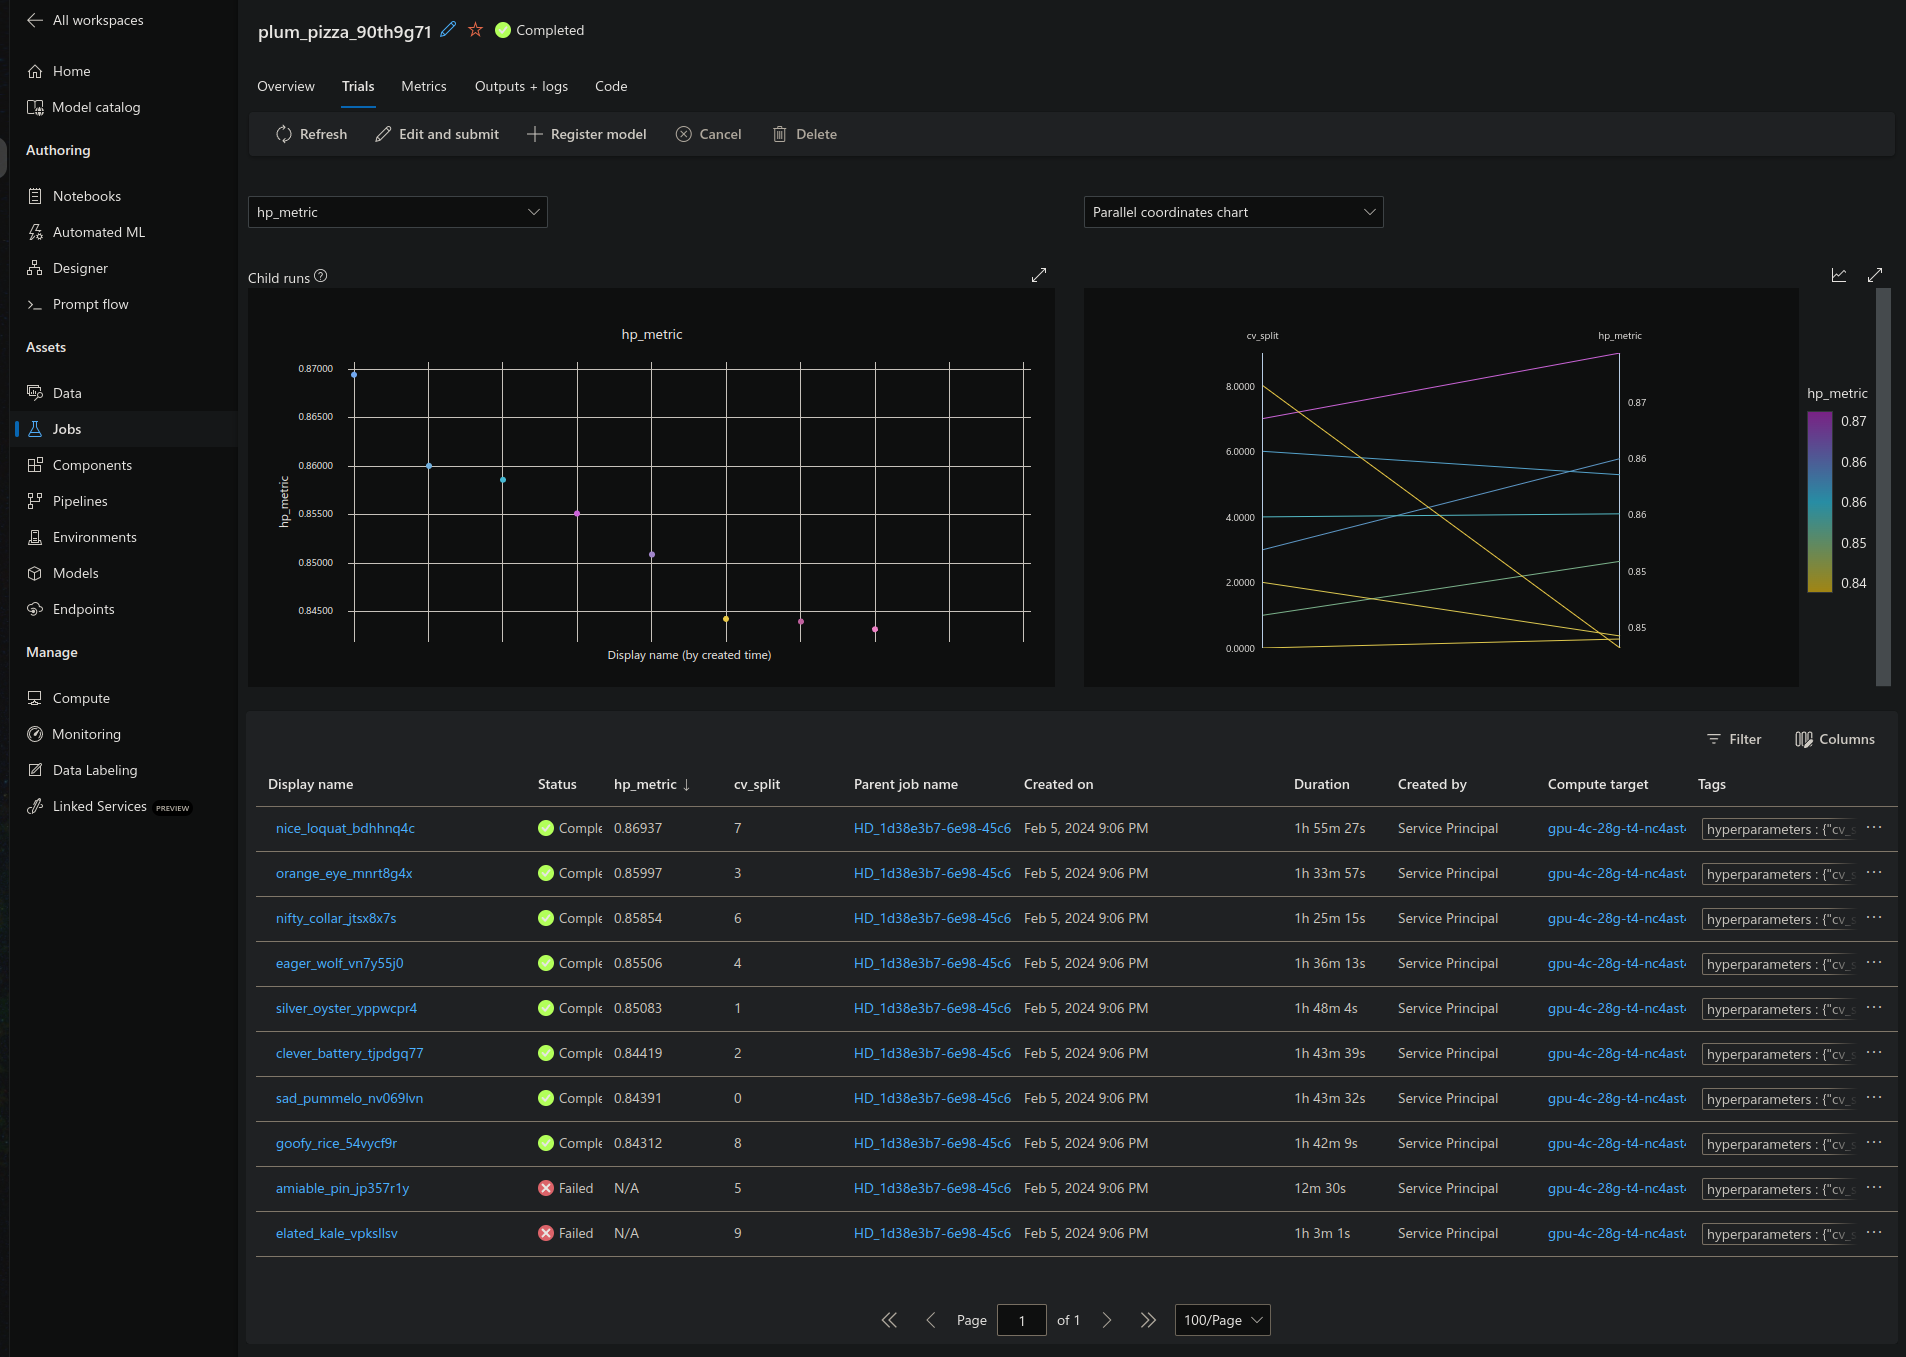 All workspaces
Home
Model catalog
Authoring
Notebooks
Automated ML
Designer
Prompt flow
Assets
Data
Jobs
Components
Pipelines
Environments
Models
Endpoints
Manage
Compute
Monitoring
Data Labeling
Linked Services PREVIEW
plum_pizza_90th9g71 Completed
Overview Trials Metrics Outputs + logs Code
Refresh Edit and submit Register model Cancel Delete
hp_metric
Parallel coordinates chart
Child runs
hp_metric
0.87000
0.86500
0.86000
0.85500
0.85000
0.84500
hp_metric
Display name (by created time)
cv_split
8.0000
6.0000
4.0000
2.0000
0.0000
hp_metric
0.87
0.86
0.86
0.85
0.85
hp_metric
0.87
0.86
0.86
0.85
0.84
Filter Columns
Display name Status hp_metric ↓ cv_split Parent job name Created on Duration Created by Compute target Tags
nice_loquat_bdhhnq4c Comple 0.86937 7 HD_1d38e3b7-6e98-45c6 Feb 5, 2024 9:06 PM 1h 55m 27s Service Principal gpu-4c-28g-t4-nc4ast4 hyperparameters : {"cv_s ...
orange_eye_mnrt8g4x Comple 0.85997 3 HD_1d38e3b7-6e98-45c6 Feb 5, 2024 9:06 PM 1h 33m 57s Service Principal gpu-4c-28g-t4-nc4ast4 hyperparameters : {"cv_s ...
nifty_collar_jtsx8x7s Comple 0.85854 6 HD_1d38e3b7-6e98-45c6 Feb 5, 2024 9:06 PM 1h 25m 15s Service Principal gpu-4c-28g-t4-nc4ast4 hyperparameters : {"cv_s ...
eager_wolf_vn7y55j0 Comple 0.85506 4 HD_1d38e3b7-6e98-45c6 Feb 5, 2024 9:06 PM 1h 36m 13s Service Principal gpu-4c-28g-t4-nc4ast4 hyperparameters : {"cv_s ...
silver_oyster_yppwcpr4 Comple 0.85083 1 HD_1d38e3b7-6e98-45c6 Feb 5, 2024 9:06 PM 1h 48m 4s Service Principal gpu-4c-28g-t4-nc4ast4 hyperparameters : {"cv_s ...
clever_battery_tjpdgq77 Comple 0.84419 2 HD_1d38e3b7-6e98-45c6 Feb 5, 2024 9:06 PM 1h 43m 39s Service Principal gpu-4c-28g-t4-nc4ast4 hyperparameters : {"cv_s ...
sad_pummelo_nv069lvn Comple 0.84391 0 HD_1d38e3b7-6e98-45c6 Feb 5, 2024 9:06 PM 1h 43m 32s Service Principal gpu-4c-28g-t4-nc4ast4 hyperparameters : {"cv_s ...
goofy_rice_54vycf9r Comple 0.84312 8 HD_1d38e3b7-6e98-45c6 Feb 5, 2024 9:06 PM 1h 42m 9s Service Principal gpu-4c-28g-t4-nc4ast4 hyperparameters : {"cv_s ...
amiable_pin_jp357r1y Failed N/A 5 HD_1d38e3b7-6e98-45c6 Feb 5, 2024 9:06 PM 12m 30s Service Principal gpu-4c-28g-t4-nc4ast4 hyperparameters : {"cv_s ...
elated_kale_vpksllsv Failed N/A 9 HD_1d38e3b7-6e98-45c6 Feb 5, 2024 9:06 PM 1h 3m 1s Service Principal gpu-4c-28g-t4-nc4ast4 hyperparameters : {"cv_s ...
Page 1 of 1 100/Page